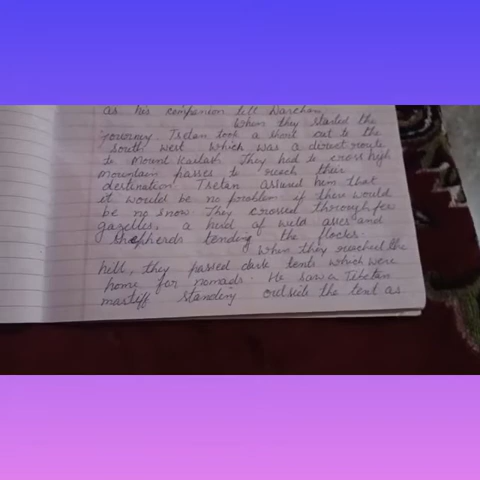 as his companion till Darchan
When they started the
journey Tsetan took a short cut to the
south west which was a direct route
to Mount Kailash They had to cross high
mountain passes to reach their
destination Tsetan assured him that
it would be no problem if there would
be no snow They crossed through few
gazelles, a herd of wild asses and
shepherds tending the flocks.
When they reached the
hill, they passed dark tents which were
home for nomads. He saw a Tibetan
mastiff standing outside the tent as